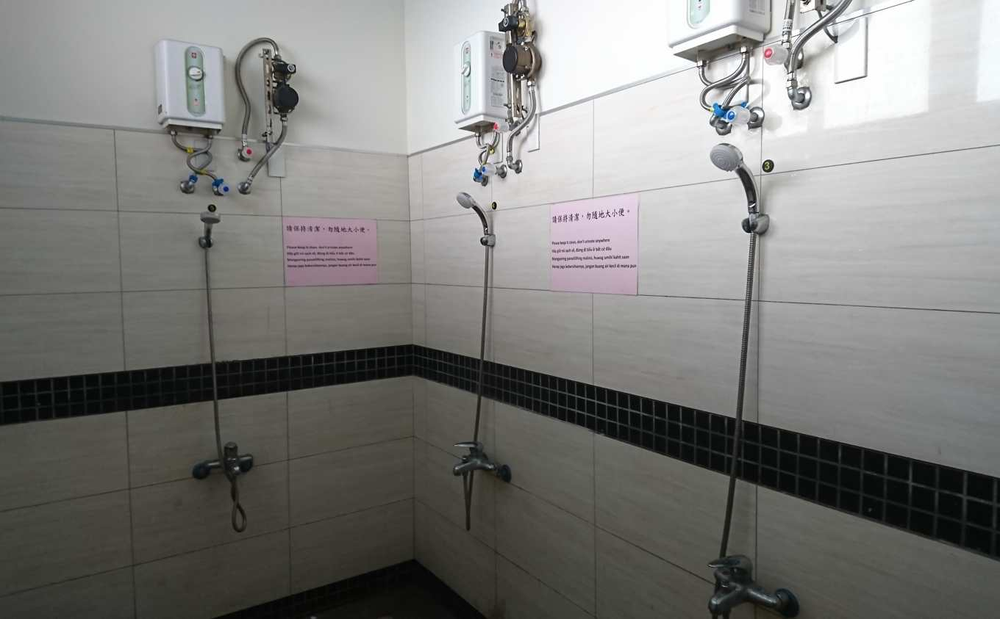 請保持清潔，勿隨地大小便。
Please keep it clean, don't urinate anywhere
Hãy giữ nó sạch sẽ, đừng đi tiểu ở bất cứ đâu
Mangyaring panatilihing malinis, huwag umihi kahit saan
Harap jaga kebersihannya, jangan buang air kecil di mana pun
請保持清潔，勿隨地大小便。
Please keep it clean, don't urinate anywhere
Hãy giữ nó sạch sẽ, đừng đi tiểu ở bất cứ đâu
Mangyaring panatilihing malinis, huwag umihi kahit saan
Harap jaga kebersihannya, jangan buang air kecil di mana pun
3